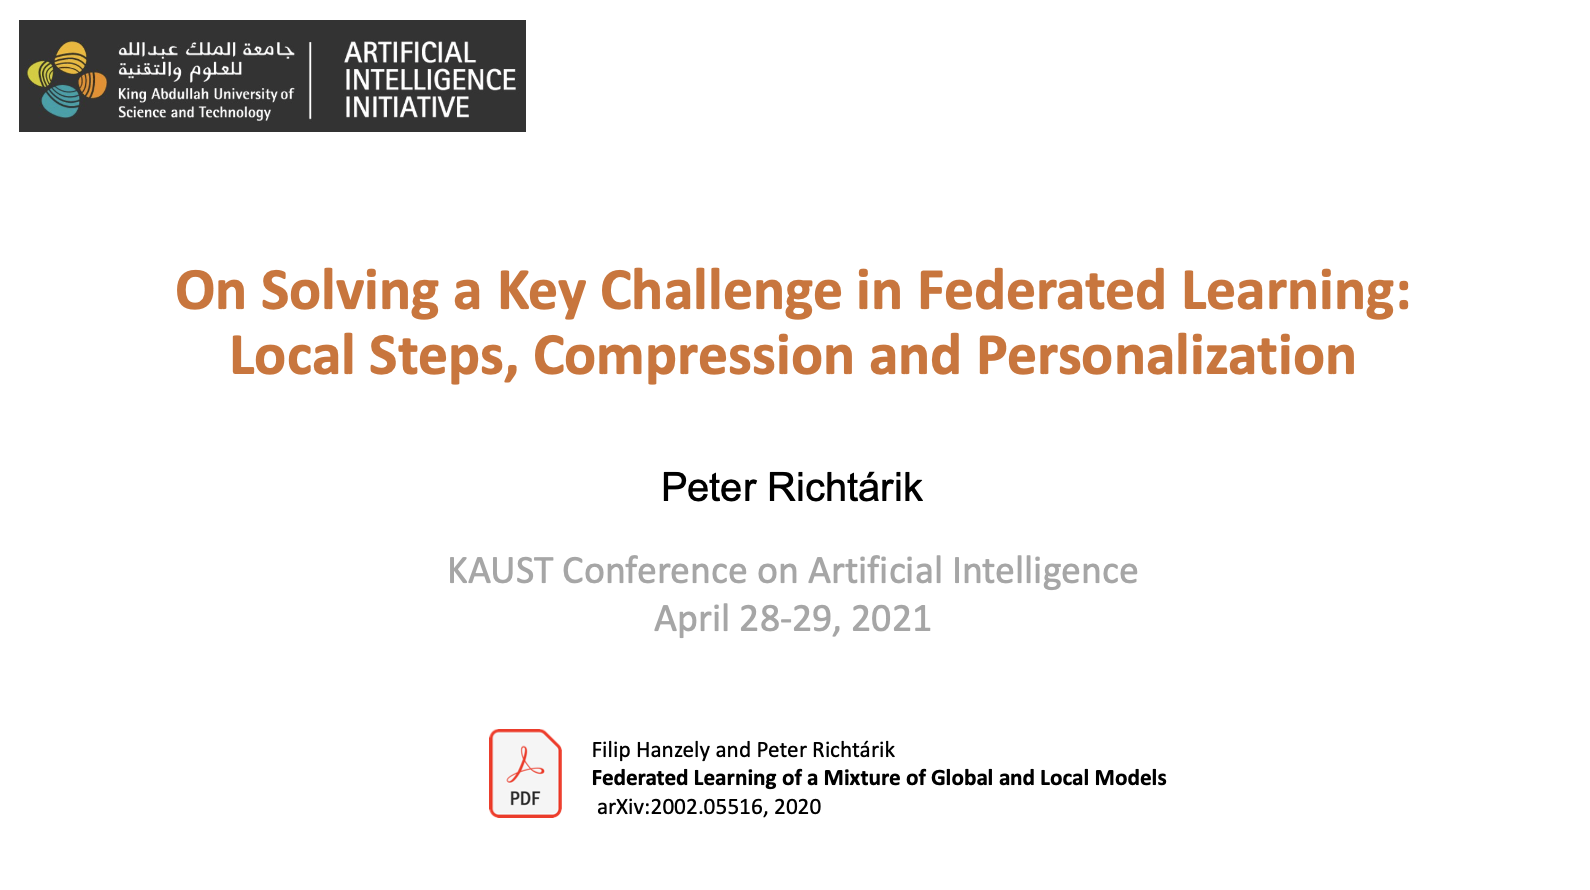 جامعة الملك عبدالله
للعلوم والتقنية
King Abdullah University of
Science and Technology
ARTIFICIAL
INTELLIGENCE
INITIATIVE
On Solving a Key Challenge in Federated Learning:
Local Steps, Compression and Personalization
Peter Richtárik
KAUST Conference on Artificial Intelligence
April 28-29, 2021
PDF
Filip Hanzely and Peter Richtárik
Federated Learning of a Mixture of Global and Local Models
arXiv:2002.05516, 2020